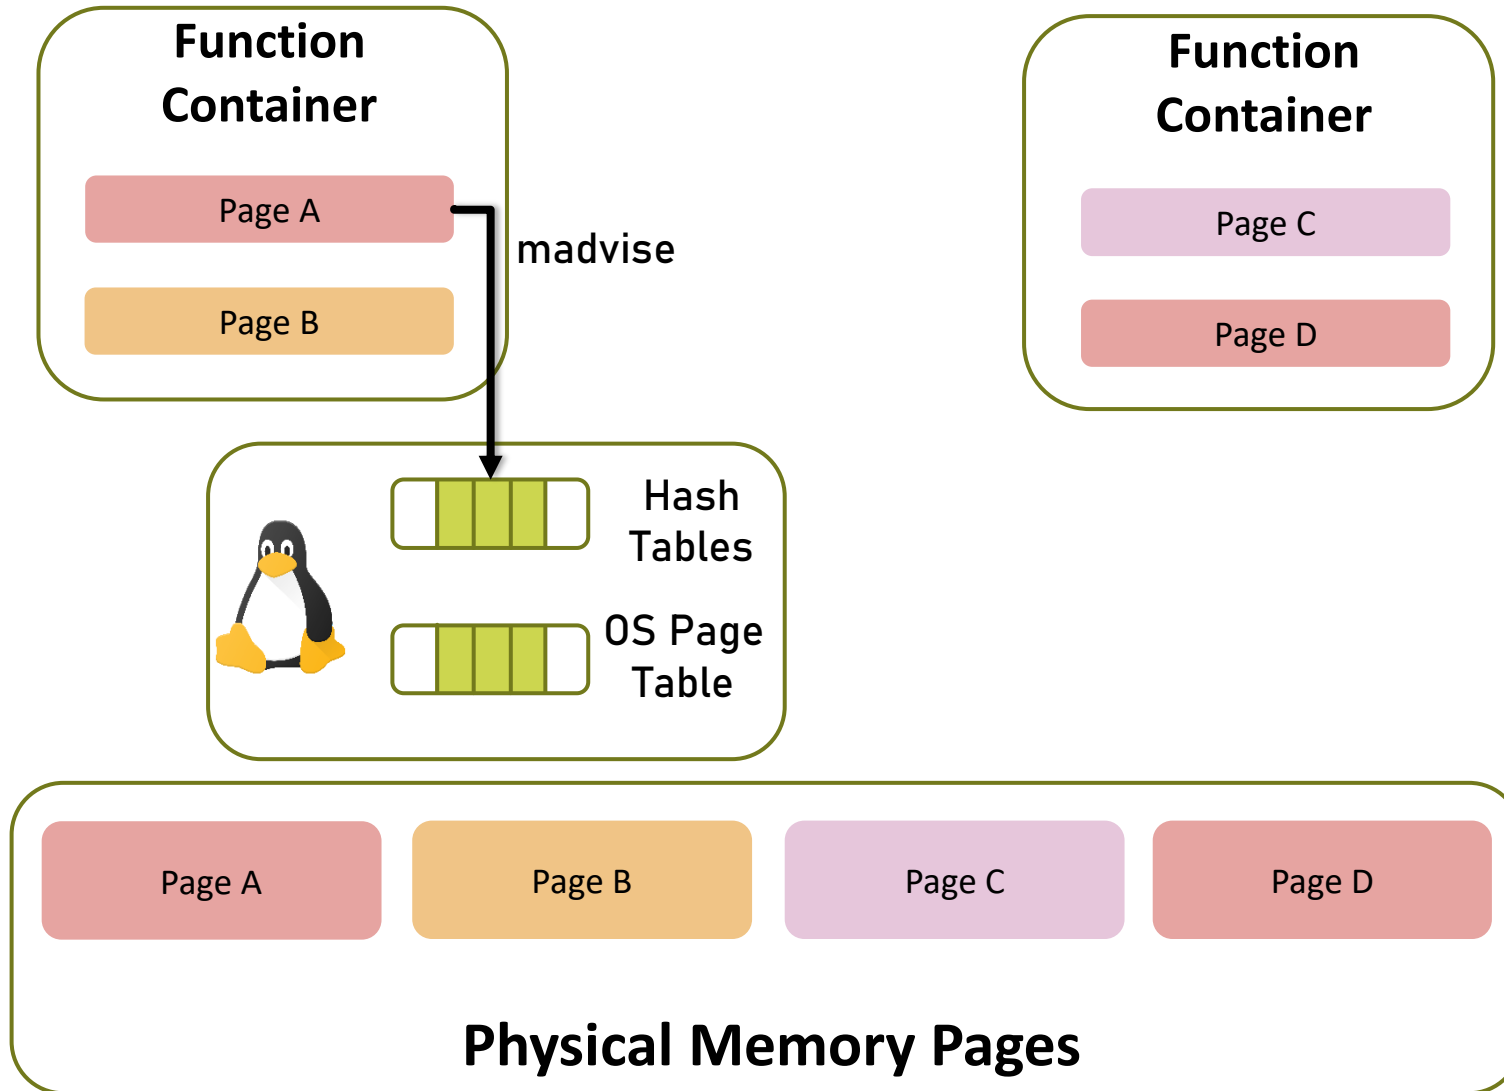 Function
Container
Page A
Page B
madvise
Function
Container
Page C
Page D
Hash
Tables
OS Page
Table
Page A
Page B
Page C
Page D
Physical Memory Pages